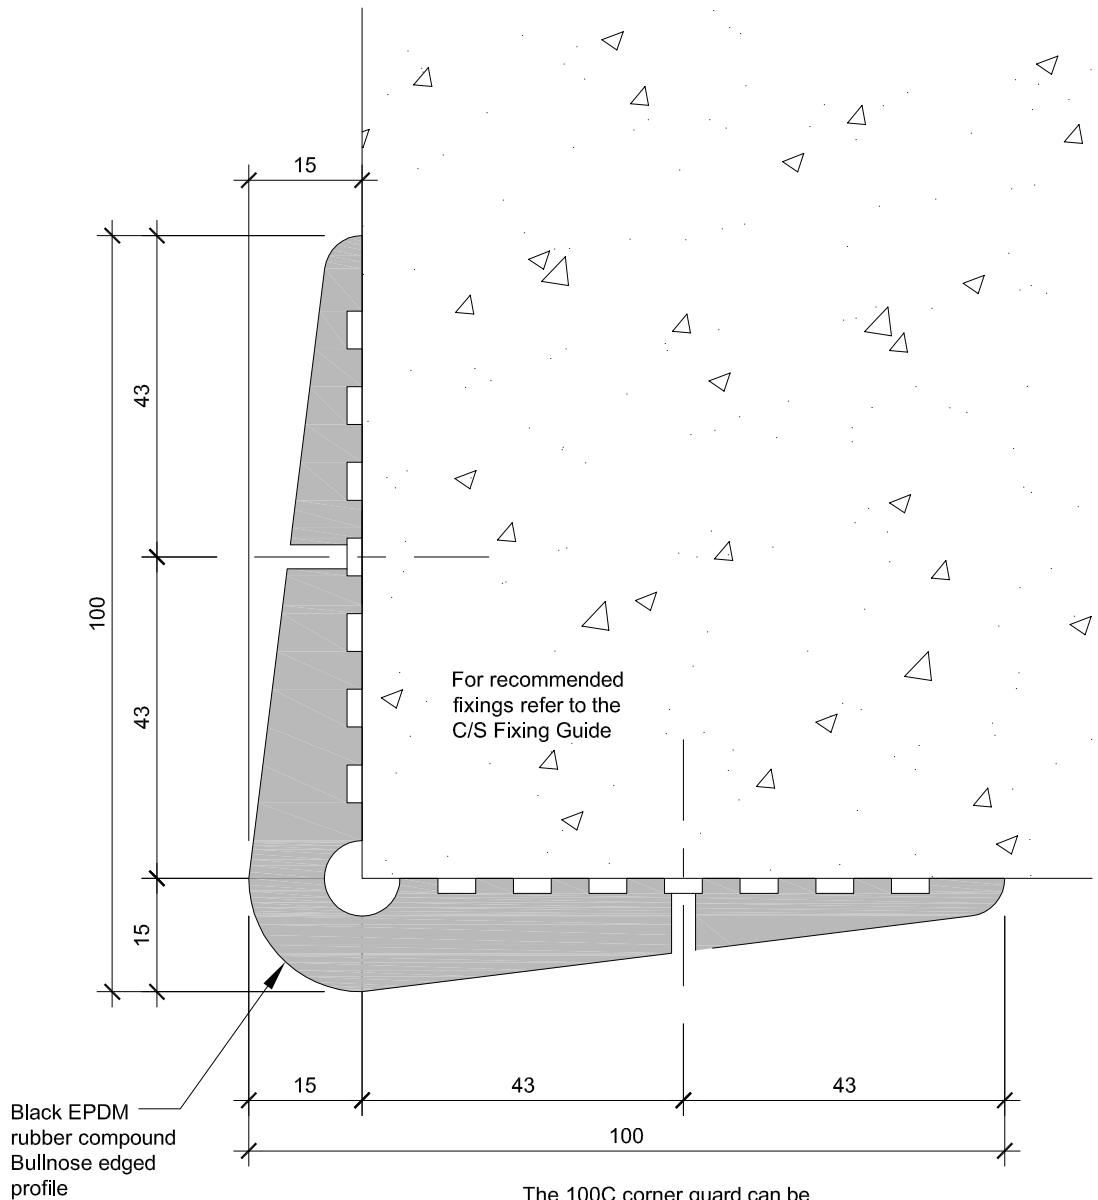 15
43
100
43
For recommended
fixings refer to the
C/S Fixing Guide
15
15
43
43
100
Black EPDM
rubber compound
Bullnose edged
profile
The 100C corner guard can be